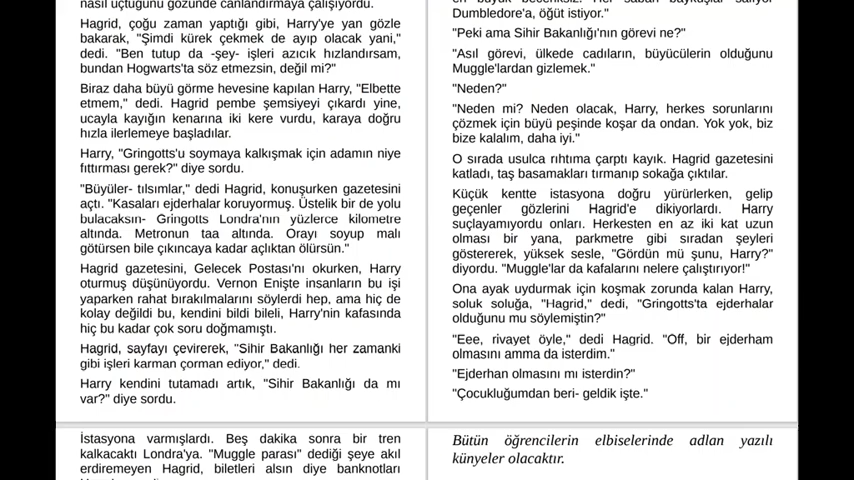 nasıl uçtuğunu gözünde canlandırmaya çalışıyordu.
Hagrid, çoğu zaman yaptığı gibi, Harry'ye yan gözle
bakarak, "Şimdi kürek çekmek de ayıp olacak yani,"
dedi. "Ben tutup da -şey- işleri azıcık hızlandırsam,
bundan Hogwarts'ta söz etmezsin, değil mi?"
Biraz daha büyü görme hevesine kapılan Harry, "Elbette
etmem," dedi. Hagrid pembe şemsiyeyi çıkardı yine,
ucayla kayığın kenarına iki kere vurdu, karaya doğru
hızla ilerlemeye başladılar.
Harry, "Gringotts'u soymaya kalkışmak için adamın niye
fıttırması gerek?" diye sordu.
"Büyüler- tılsımlar," dedi Hagrid, konuşurken gazetesini
açtı. "Kasaları ejderhalar koruyormuş. Üstelik bir de yolu
bulacaksın- Gringotts Londra'nın yüzlerce kilometre
altında. Metronun taa altında. Orayı soyup malı
götürsen bile çıkıncaya kadar açlıktan ölürsün."
Hagrid gazetesini, Gelecek Postası'nı okurken, Harry
oturmuş düşünüyordu. Vernon Enişte insanların bu işi
yaparken rahat bırakılmalarını söylerdi hep, ama hiç de
kolay değildi bu, kendini bildi bileli, Harry'nin kafasında
hiç bu kadar çok soru doğmamıştı.
Hagrid, sayfayı çevirerek, "Sihir Bakanlığı her zamanki
gibi işleri karman çorman ediyor," dedi.
Harry kendini tutamadı artık, "Sihir Bakanlığı da mı
var?" diye sordu.
İstasyona varmışlardı. Beş dakika sonra bir tren
kalkacaktı Londra'ya. "Muggle parası" dediği şeye akıl
erdiremeyen Hagrid, biletleri alsın diye banknotları
Dumbledore'a, öğüt istiyor."
"Peki ama Sihir Bakanlığı'nın görevi ne?"
"Asıl görevi, ülkede cadıların, büyücülerin olduğunu
Muggle'lardan gizlemek."
"Neden?"
"Neden mi? Neden olacak, Harry, herkes sorunlarını
çözmek için büyü peşinde koşar da ondan. Yok yok, biz
bize kalalım, daha iyi."
O sırada usulca rıhtıma çarptı kayık. Hagrid gazetesini
katladı, taş basamakları tırmanıp sokağa çıktılar.
Küçük kentte istasyona doğru yürürlerken, gelip
geçenler gözlerini Hagrid'e dikiyorlardı. Harry
suçlayamıyordu onları. Herkesten en az iki kat uzun
olması bir yana, parkmetre gibi sıradan şeyleri
göstererek, yüksek sesle, "Gördün mü şunu, Harry?"
diyordu. "Muggle'lar da kafalarını nelere çalıştırıyor!"
Ona ayak uydurmak için koşmak zorunda kalan Harry,
soluk soluğa, "Hagrid," dedi, "Gringotts'ta ejderhalar
olduğunu mu söylemiştin?"
"Eee, rivayet öyle," dedi Hagrid. "Off, bir ejderham
olmasını amma da isterdim."
"Ejderhan olmasını mı isterdin?"
"Çocukluğumdan beri- geldik işte."
Bütün öğrencilerin elbiselerinde adlan yazılı
künyeler olacaktır.